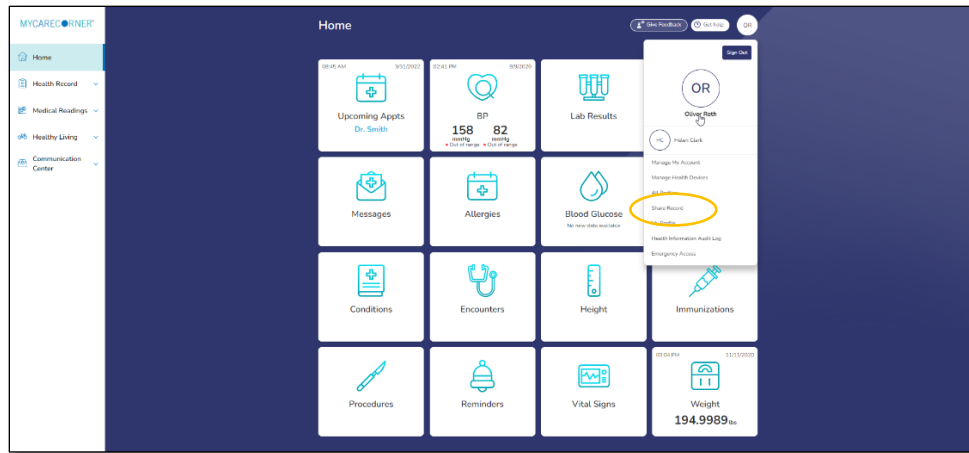 MYCARECORNER
Home
Give Feedback
Get help
OR
Home
Health Record
Medical Readings
Healthy Living
Communication
Center
Sign Out
OR
Oliver Roth
HC
Helen Clark
Manage My Account
Manage Health Devices
Share Record
My Profile
Health Information Audit Log
Emergency Access
08:45 AM
3/11/2022
Upcoming Appts
Dr. Smith
02:41 PM
9/9/2020
BP
158 82
mmHg mmHg
Out of range Out of range
Lab Results
Messages
Allergies
Blood Glucose
No new data available
Conditions
Encounters
Height
Immunizations
Procedures
Reminders
Vital Signs
03:04 PM
11/11/2020
Weight
194.9989 lbs